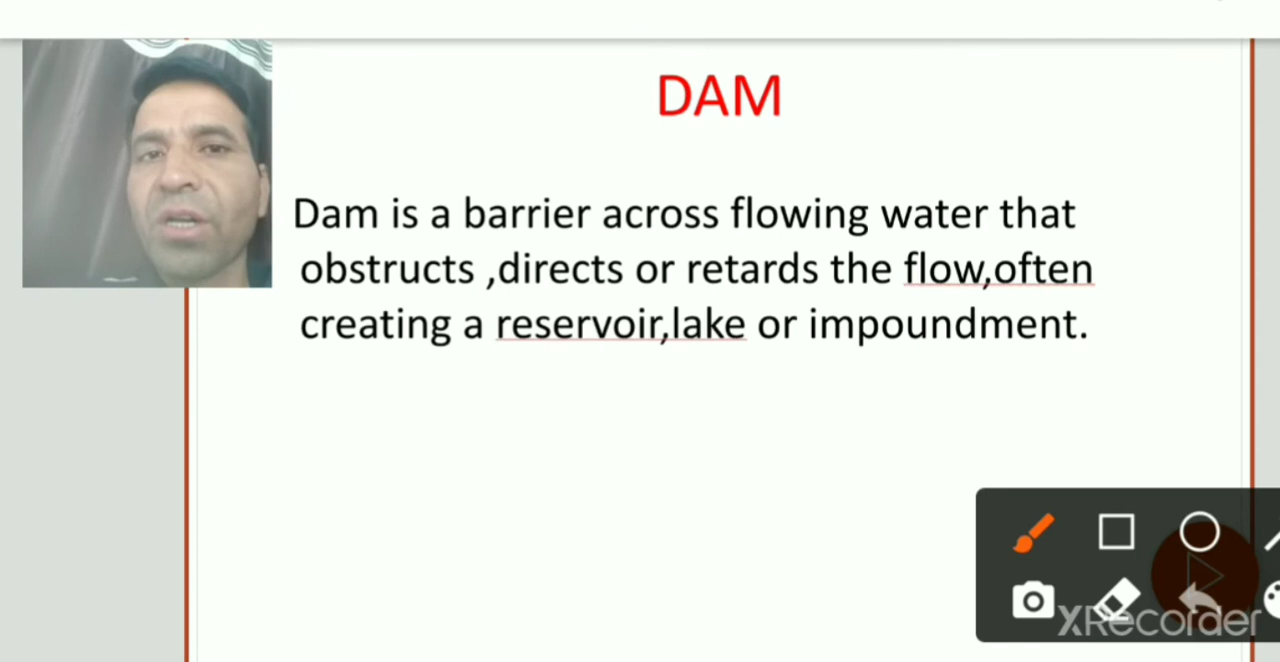 DAM
Dam is a barrier across flowing water that
obstructs ,directs or retards the flow,often
creating a reservoir,lake or impoundment.
XRecorder